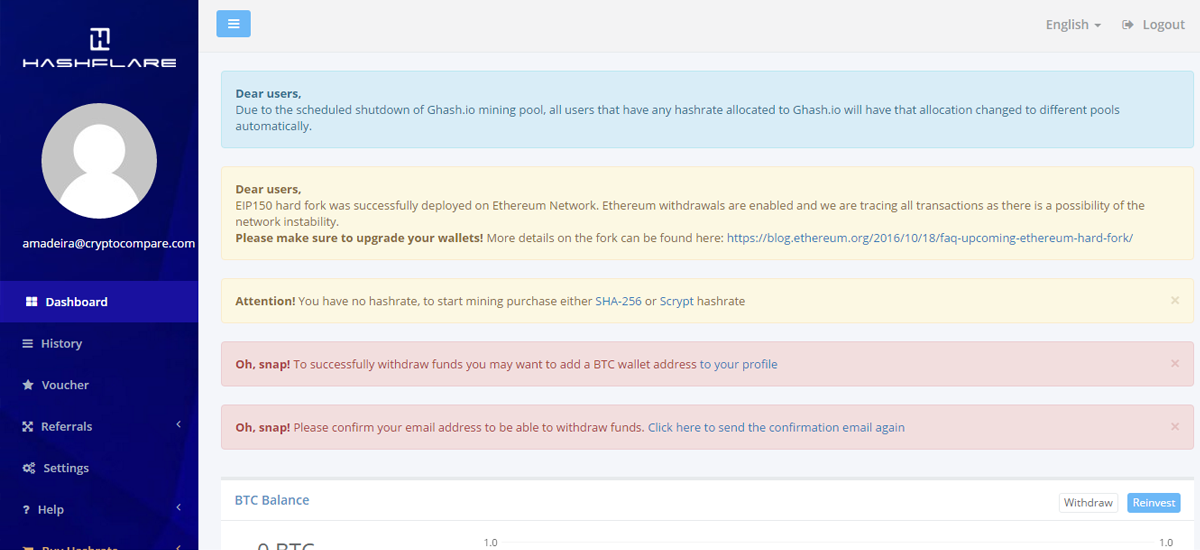 English
Logout
HASHFLARE
amadeira@cryptocompare.com
Dashboard
History
Voucher
Referrals
Settings
Help
Buy Hashrate
Dear users,
Due to the scheduled shutdown of Ghash.io mining pool, all users that have any hashrate allocated to Ghash.io will have that allocation changed to different pools
automatically.
Dear users,
EIP150 hard fork was successfully deployed on Ethereum Network. Ethereum withdrawals are enabled and we are tracing all transactions as there is a possibility of the
network instability.
Please make sure to upgrade your wallets! More details on the fork can be found here: https://blog.ethereum.org/2016/10/18/faq-upcoming-ethereum-hard-fork/
Attention! You have no hashrate, to start mining purchase either SHA-256 or Scrypt hashrate
Oh, snap! To successfully withdraw funds you may want to add a BTC wallet address to your profile
Oh, snap! Please confirm your email address to be able to withdraw funds. Click here to send the confirmation email again
BTC Balance
Withdraw
Reinvest
0 BTC
1.0
1.0